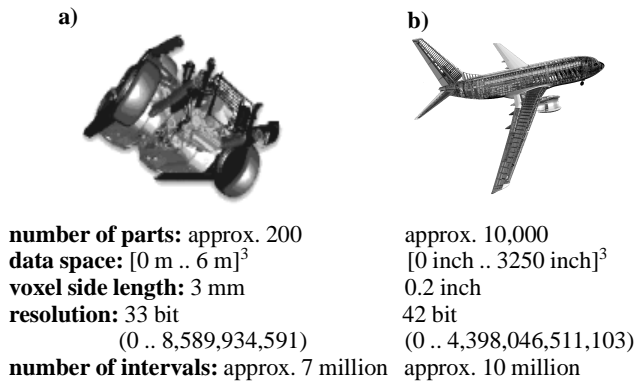 a) b)
number of parts: approx. 200 approx. 10,000
data space: [0 m .. 6 m]³ [0 inch .. 3250 inch]³
voxel side length: 3 mm 0.2 inch
resolution: 33 bit 42 bit
(0 .. 8,589,934,591) (0 .. 4,398,046,511,103)
number of intervals: approx. 7 million approx. 10 million